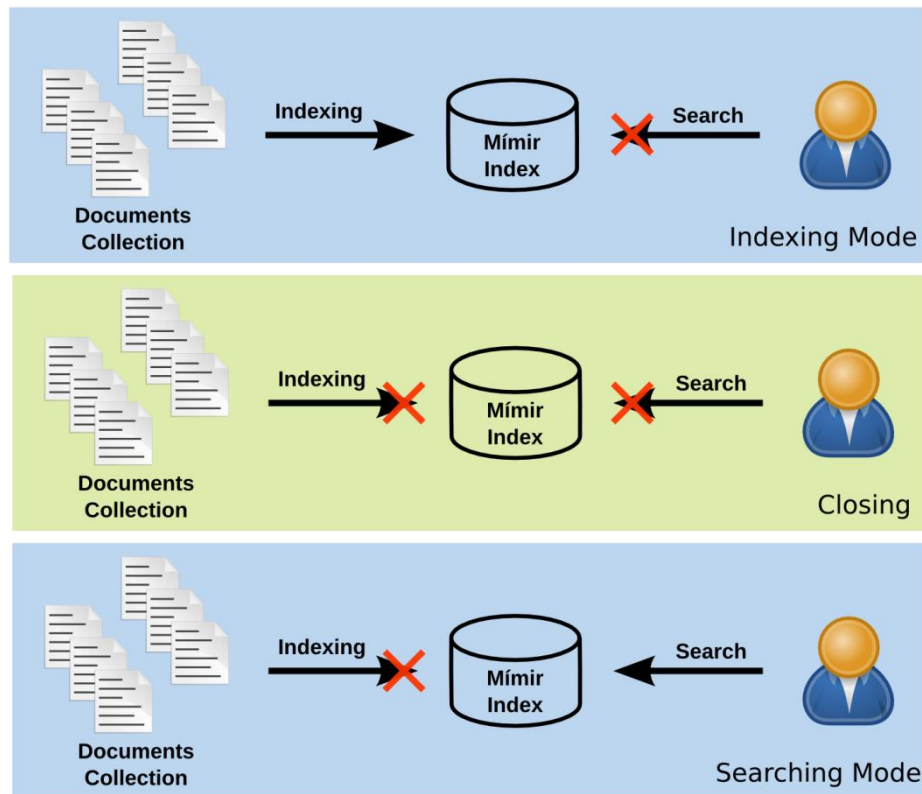 Indexing
Search
Mímir
Index
Documents
Collection
Indexing Mode
Indexing
Search
Mímir
Index
Documents
Collection
Closing
Indexing
Search
Mímir
Index
Documents
Collection
Searching Mode